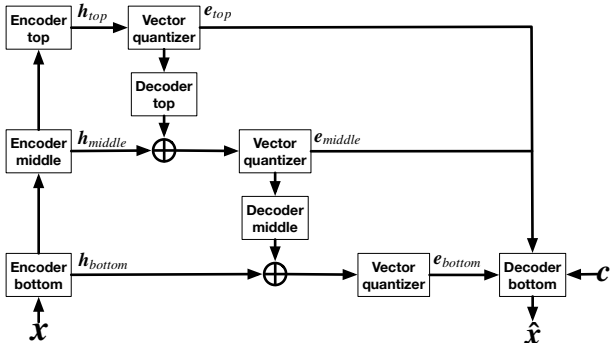 Encoder
top
h_top
Vector
quantizer
e_top
Decoder
top
Encoder
middle
h_middle
Vector
quantizer
e_middle
Decoder
middle
Encoder
bottom
h_bottom
Vector
quantizer
e_bottom
Decoder
bottom
c
x
x̂